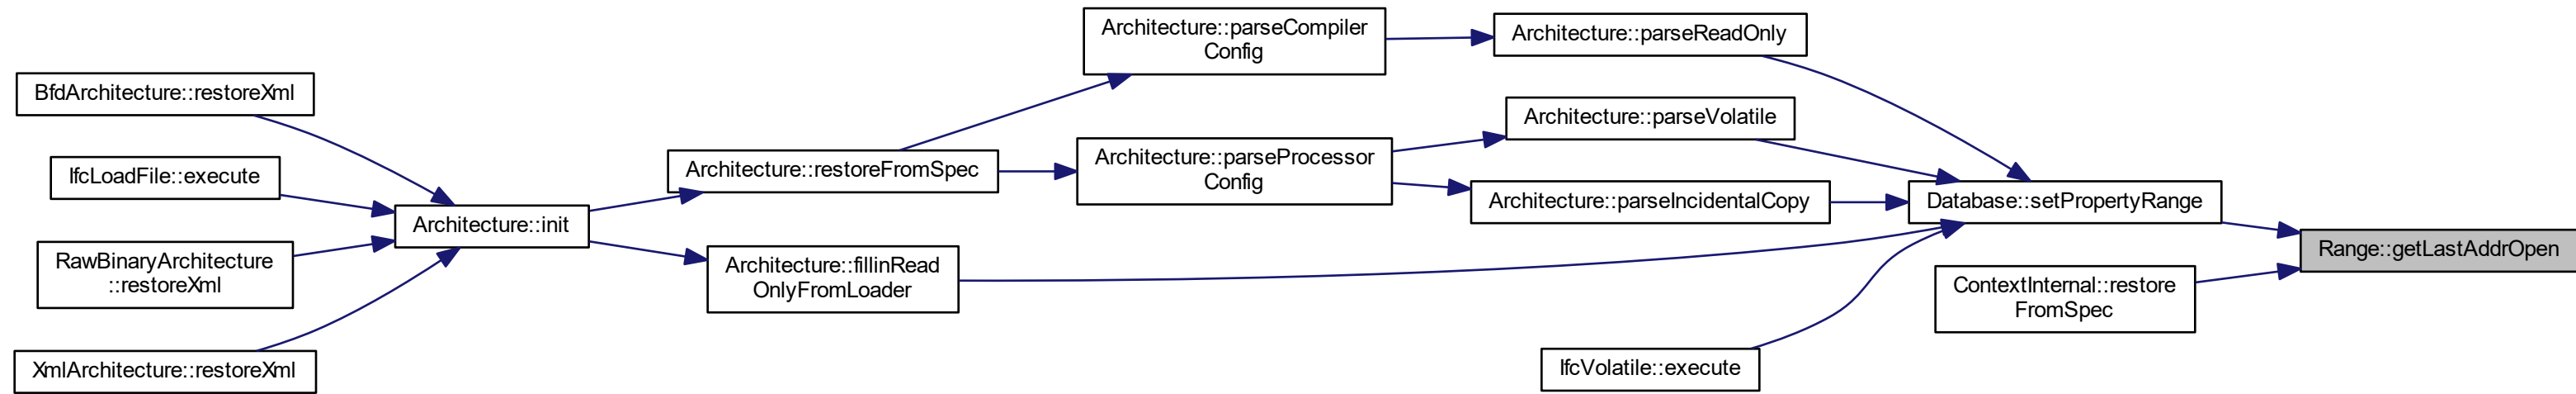 BfdArchitecture::restoreXml
IfcLoadFile::execute
RawBinaryArchitecture
::restoreXml
XmlArchitecture::restoreXml
Architecture::init
Architecture::restoreFromSpec
Architecture::fillinRead
OnlyFromLoader
Architecture::parseCompiler
Config
Architecture::parseProcessor
Config
Architecture::parseReadOnly
Architecture::parseVolatile
Architecture::parseIncidentalCopy
IfcVolatile::execute
Database::setPropertyRange
ContextInternal::restore
FromSpec
Range::getLastAddrOpen